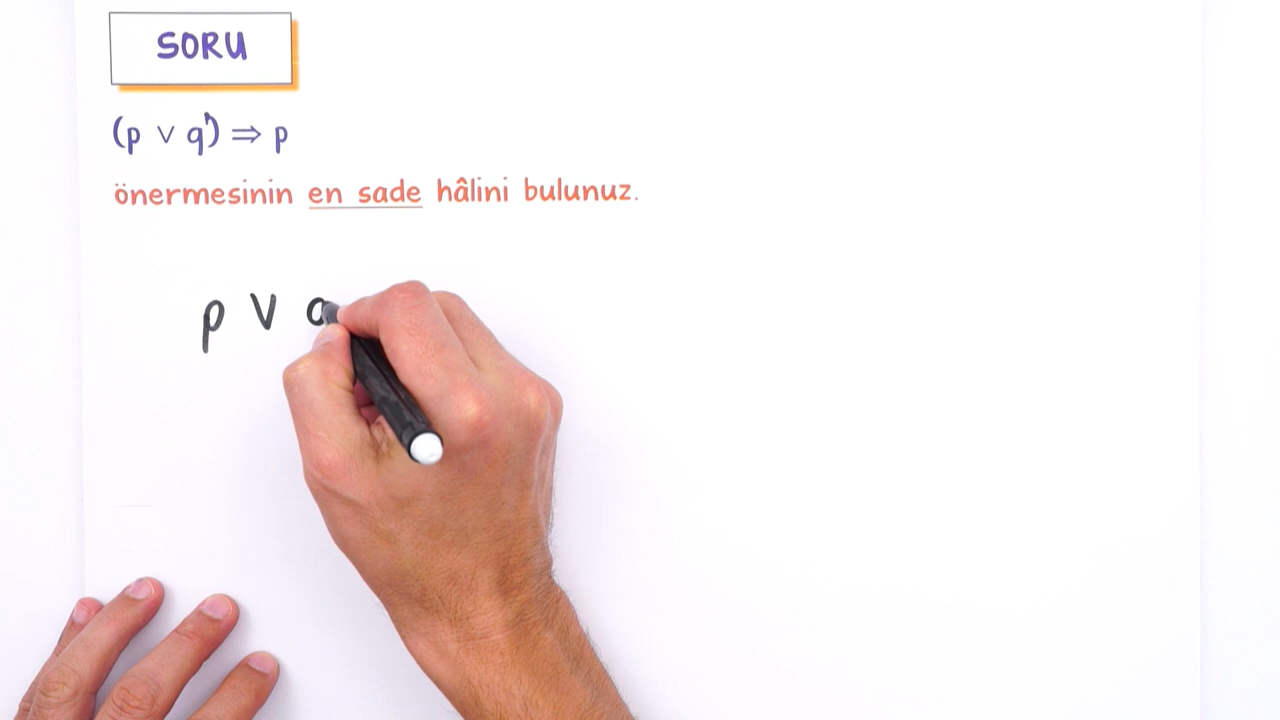 SORU
(p ∨ q') ⇒ p
önermesinin en sade hâlini bulunuz.
p ∨